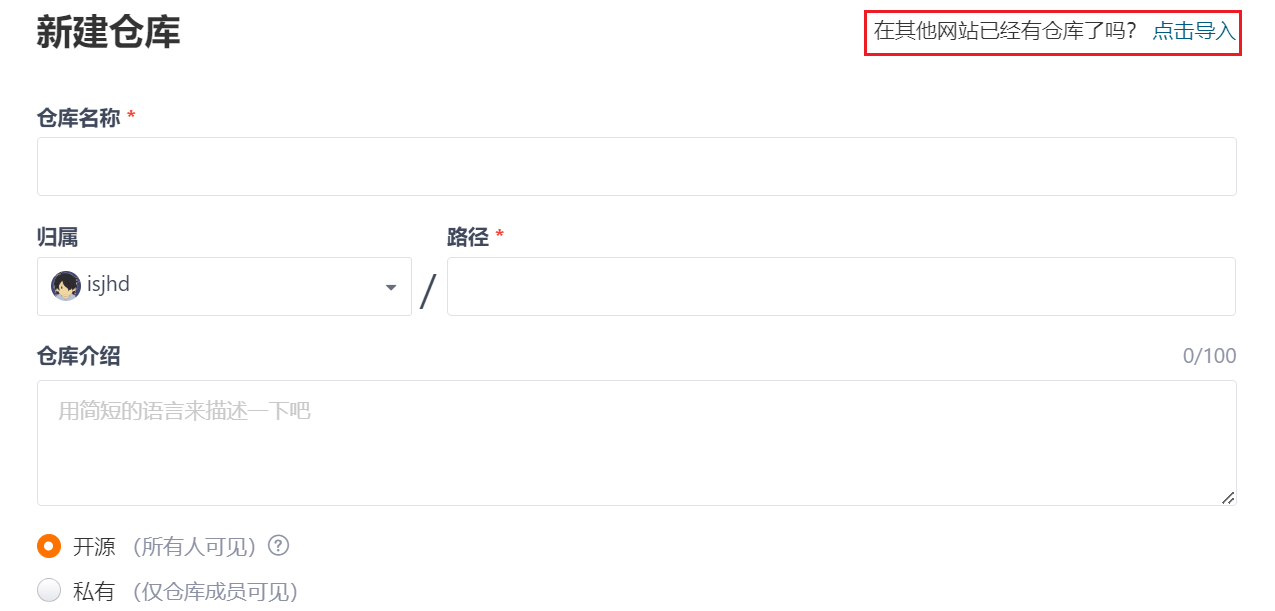 新建仓库
在其他网站已经有仓库了吗? 点击导入
仓库名称 *
归属
路径 *
isjhd
/
仓库介绍
0/100
用简短的语言来描述一下吧
开源 (所有人可见) ?
私有 (仅仓库成员可见)